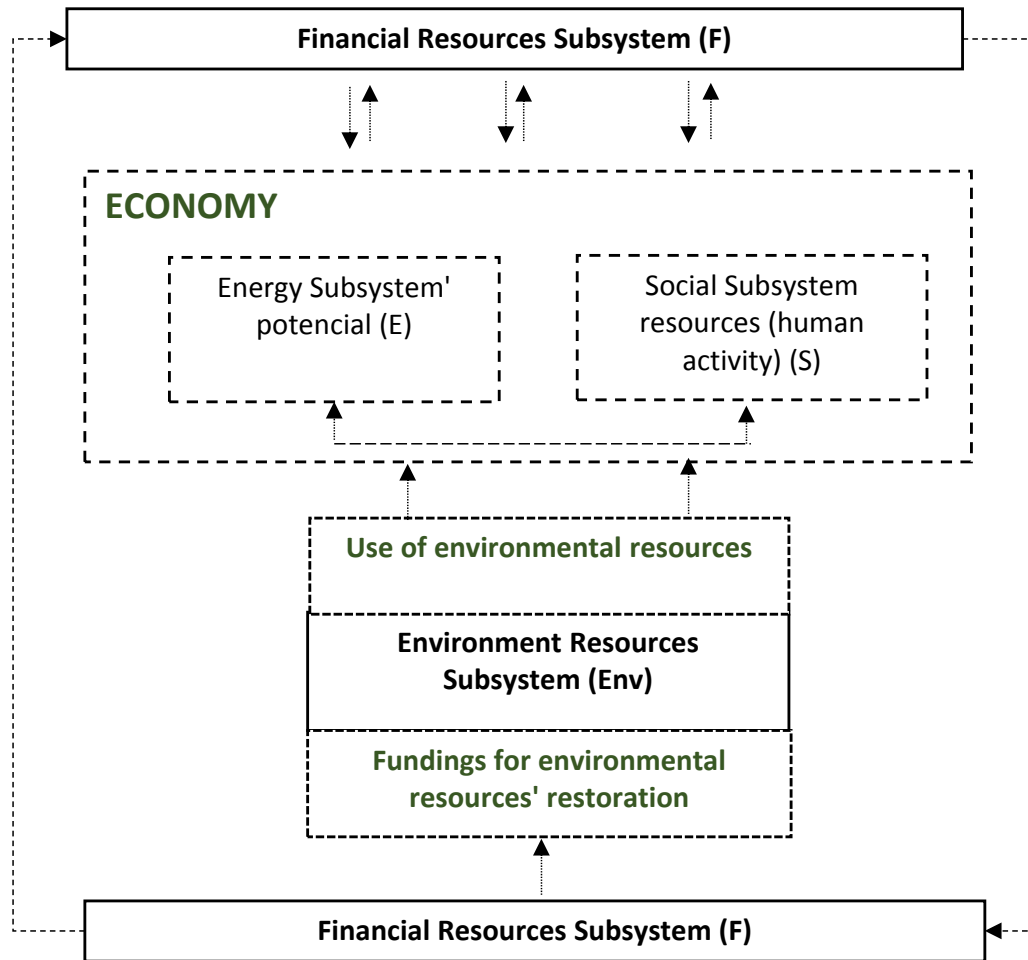 Financial Resources Subsystem (F)
ECONOMY
Energy Subsystem'
potencial (E)
Social Subsystem
resources (human
activity) (S)
Use of environmental resources
Environment Resources
Subsystem (Env)
Fundings for environmental
resources' restoration
Financial Resources Subsystem (F)